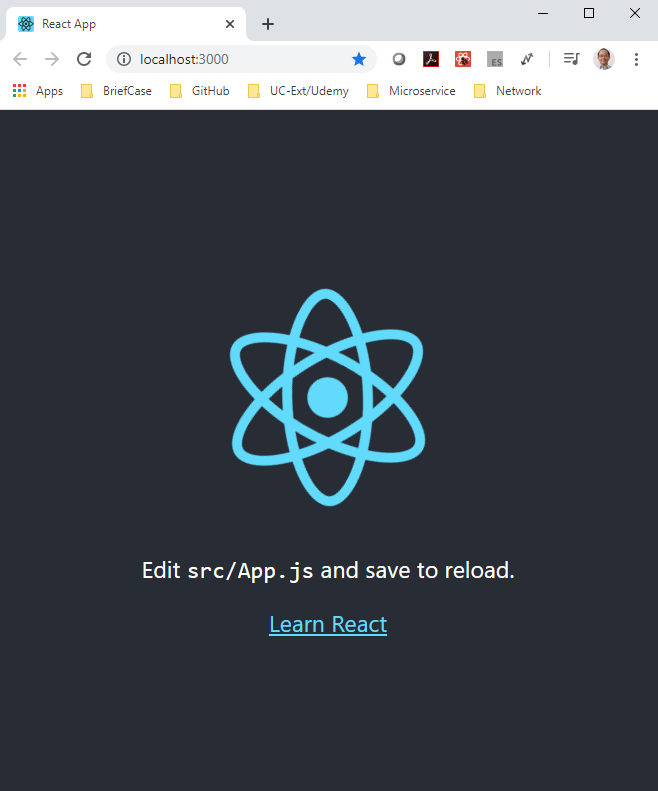 React App
localhost:3000
ES
Apps BriefCase GitHub UC-Ext/Udemy Microservice Network
Edit src/App.js and save to reload.
Learn React